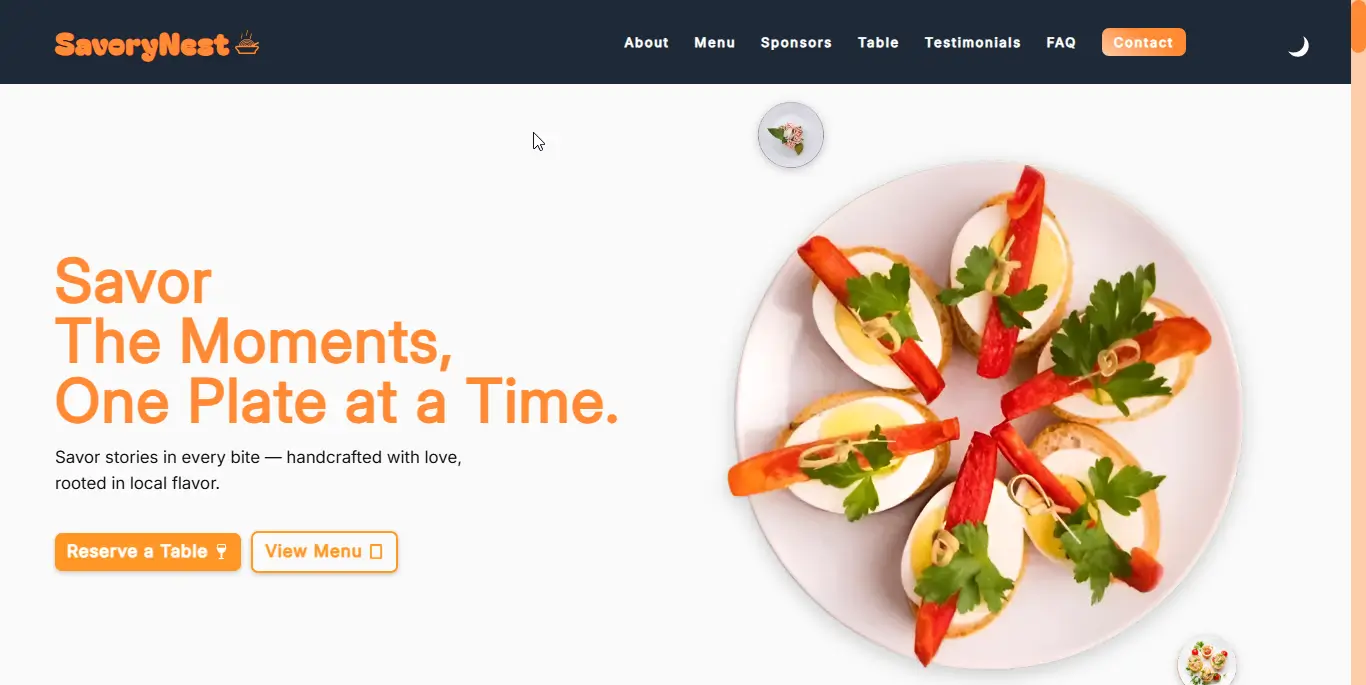 SavoryNest
About Menu Sponsors Table Testimonials FAQ Contact
Savor
The Moments,
One Plate at a Time.
Savor stories in every bite — handcrafted with love,
rooted in local flavor.
Reserve a Table
View Menu